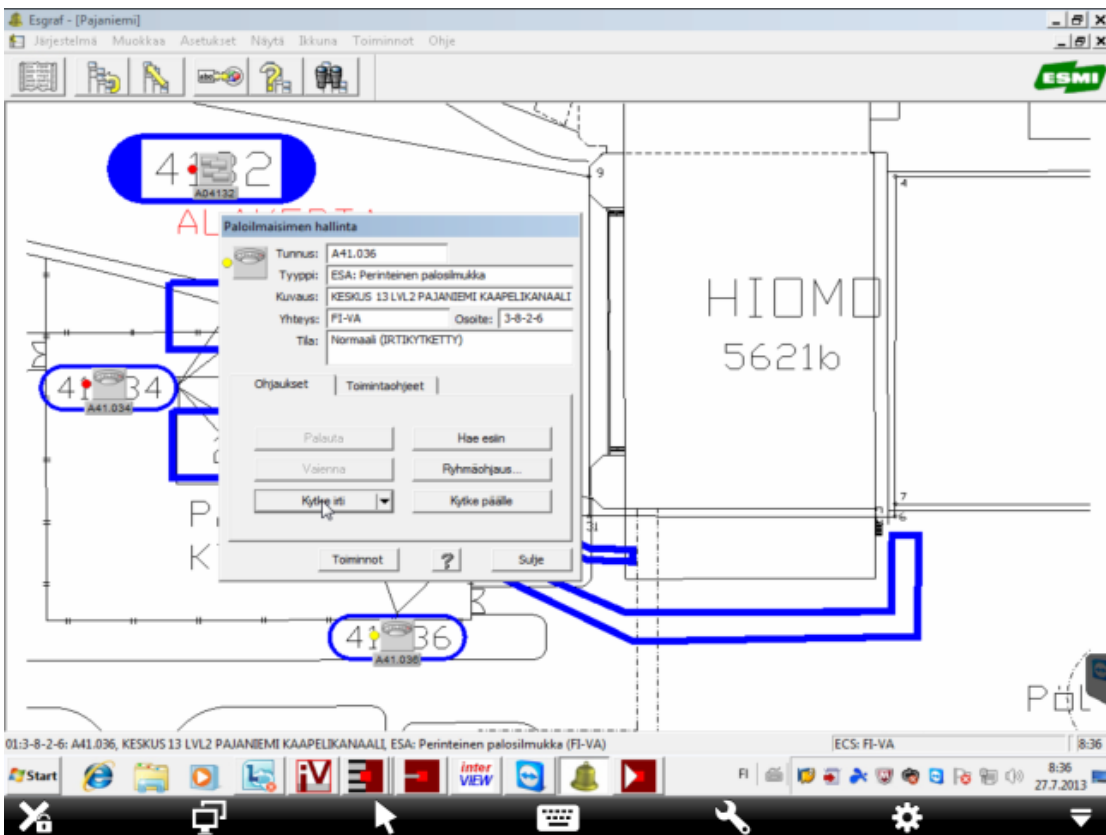 Esgraf - [Pajaniemi]
Järjestelmä Muokkaa Asetukset Näytä Ikkuna Toiminnot Ohje
ESMI
A04132
9
4
Paloilmaisimen hallinta
Tunnus: A41.036
Tyyppi: ESA: Perinteinen palosilmukka
Kuvaus: KESKUS 13 LVL2 PAJANIEMI KAAPELIKANAALI
Yhteys: FI-VA Osoite: 3-8-2-6
Tila: Normaali (IRTIKYTKETTY)
HIOMO
5621b
A41.034
Ohjaukset Toimintaohjeet
Palauta Hae esiin
Vaienna Ryhmäohjaus...
Kytke irti Kytke päälle
7
6
31
Toiminnot ? Sulje
A41.036
01:3-8-2-6: A41.036, KESKUS 13 LVL2 PAJANIEMI KAAPELIKANAALI, ESA: Perinteinen palosilmukka (FI-VA) ECS: FI-VA 8:36
Start
inter
VIEW
FI
8:36
27.7.2013